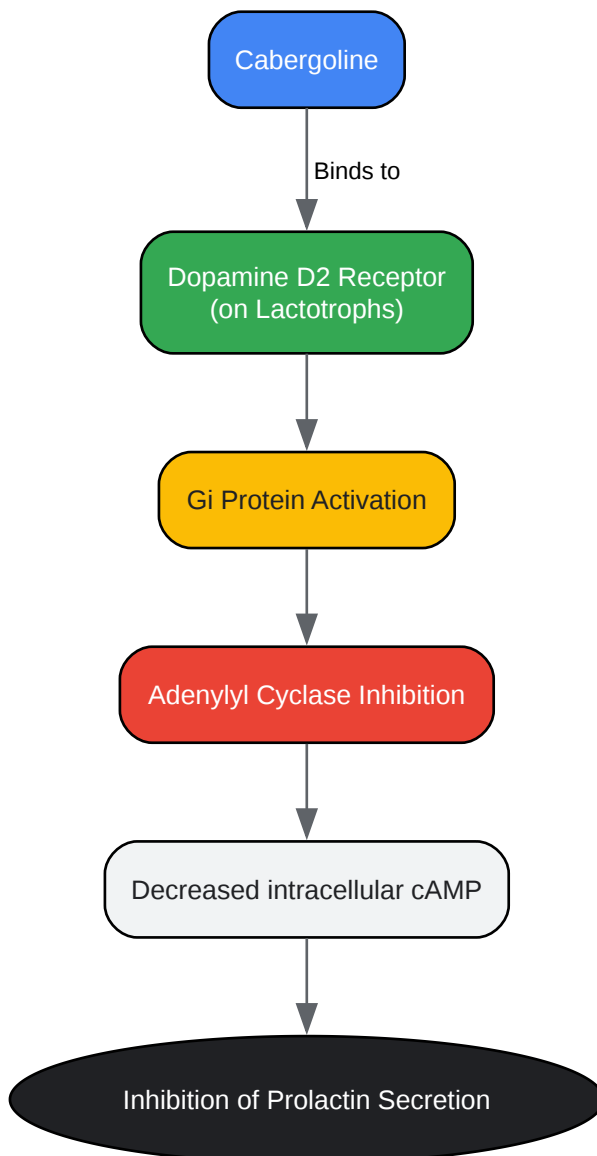 Cabergoline
Binds to
Dopamine D2 Receptor
(on Lactotrophs)
Gi Protein Activation
Adenylyl Cyclase Inhibition
Decreased intracellular cAMP
Inhibition of Prolactin Secretion